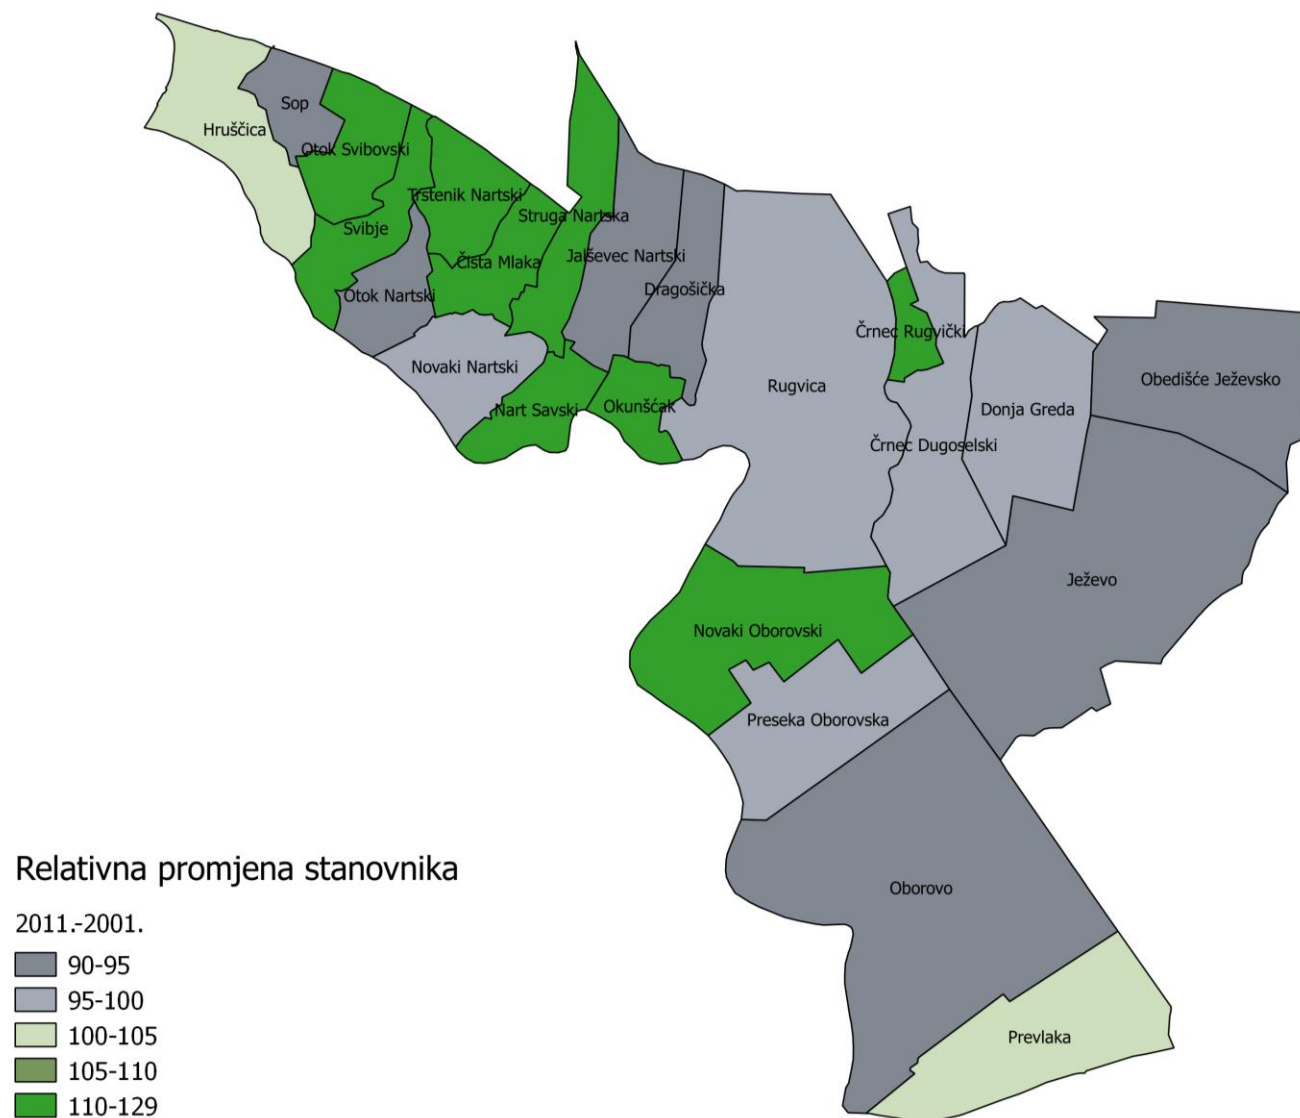 Sop
Hruščica
Otok Svibovski
Trstenik Nartski
Struga Nartska
Svibje
Jalševec Nartski
Čista Mlaka
Dragošička
Otok Nartski
Črnec Rugvički
Novaki Nartski
Rugvica
Obedišće Ježevsko
Nart Savski
Okunšćak
Donja Greda
Črnec Dugoselski
Ježevo
Novaki Oborovski
Preseka Oborovska
Oborovo
Prevlaka
Relativna promjena stanovnika
2011.-2001.
90-95
95-100
100-105
105-110
110-129